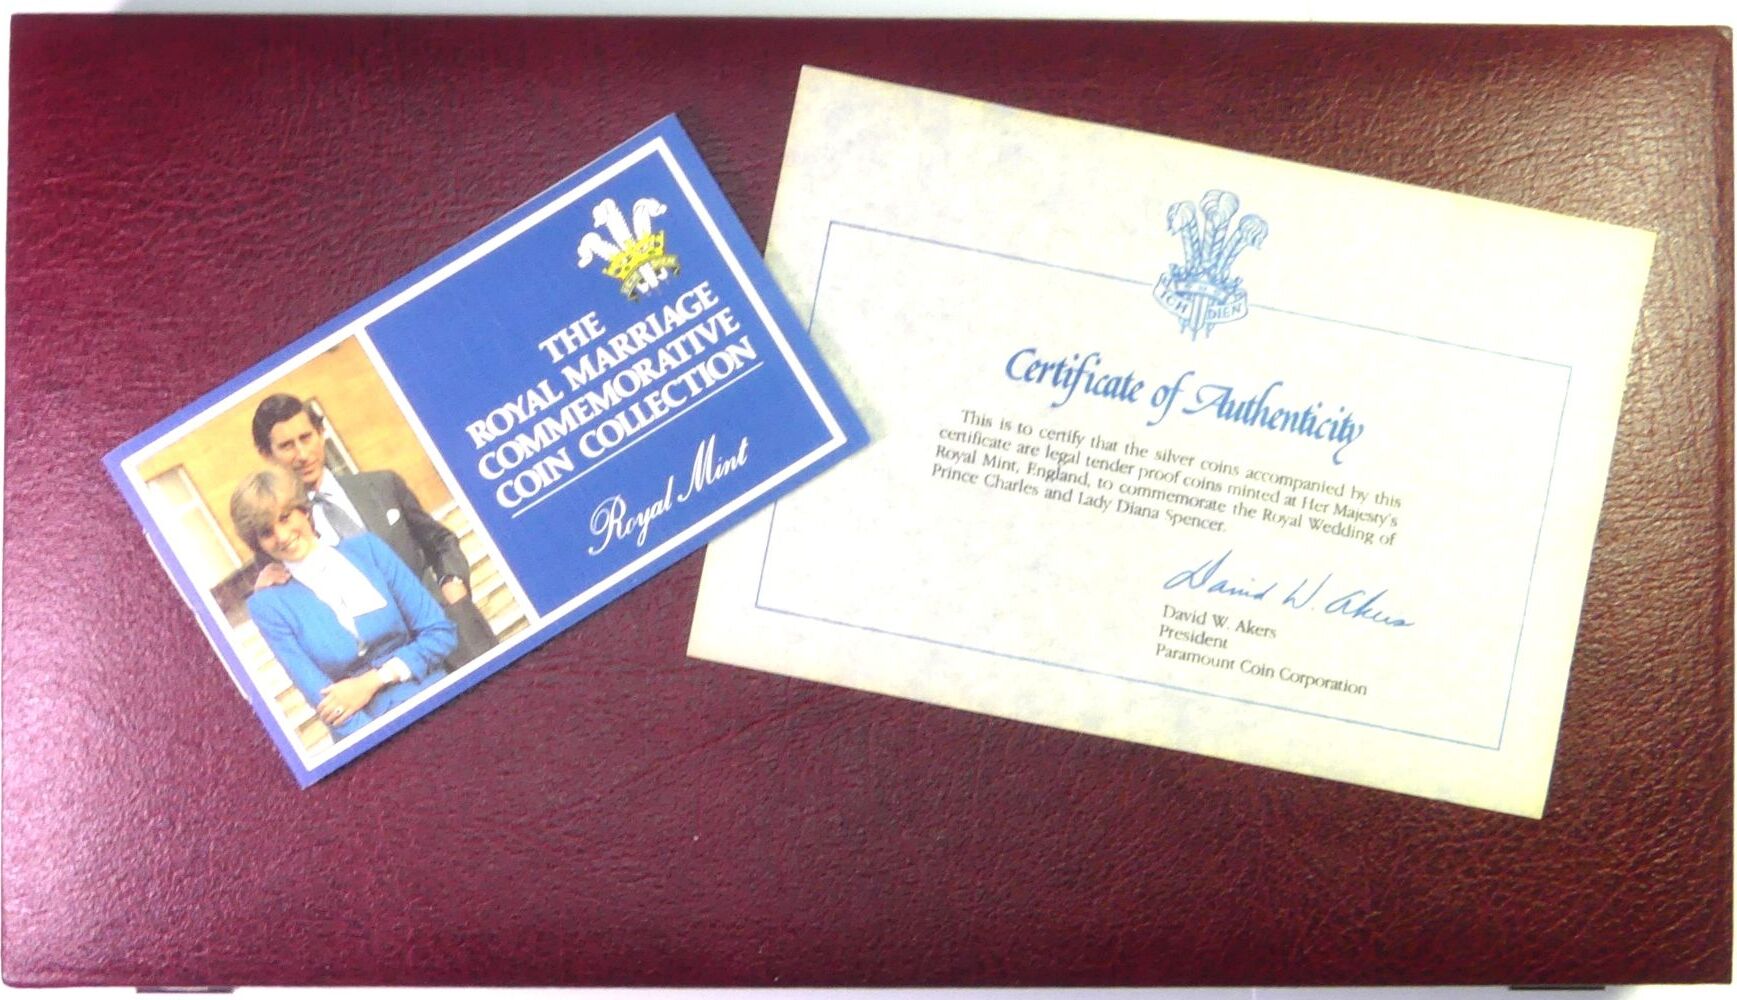 THE
ROYAL MARRIAGE
COMMEMORATIVE
COIN COLLECTION
Royal Mint
ICH DIEN
Certificate of Authenticity
This is to certify that the silver coins accompanied by this
certificate are legal tender proof coins minted at Her Majesty's
Royal Mint, England, to commemorate the Royal Wedding of
Prince Charles and Lady Diana Spencer.
David W. Akers
David W. Akers
President
Paramount Coin Corporation